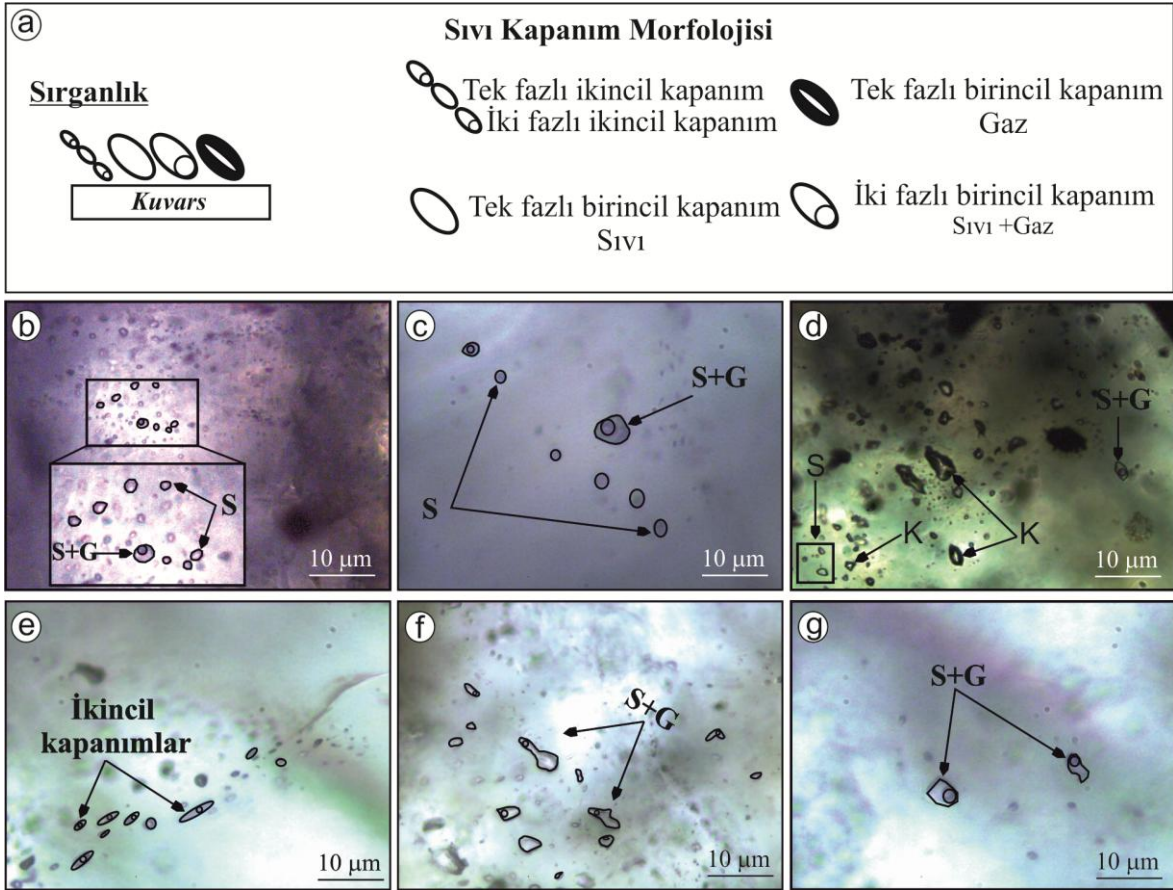 a
Sıvı Kapanım Morfolojisi
Sırganlık
Kuvars
Tek fazlı ikincil kapanım
İki fazlı ikincil kapanım
Tek fazlı birincil kapanım
Gaz
Tek fazlı birincil kapanım
Sıvı
İki fazlı birincil kapanım
Sıvı +Gaz
b
S
S+G
10 µm
c
S+G
S
10 µm
d
S+G
S
K
K
10 µm
e
İkincil
kapanımlar
10 µm
f
S+G
10 µm
g
S+G
10 µm